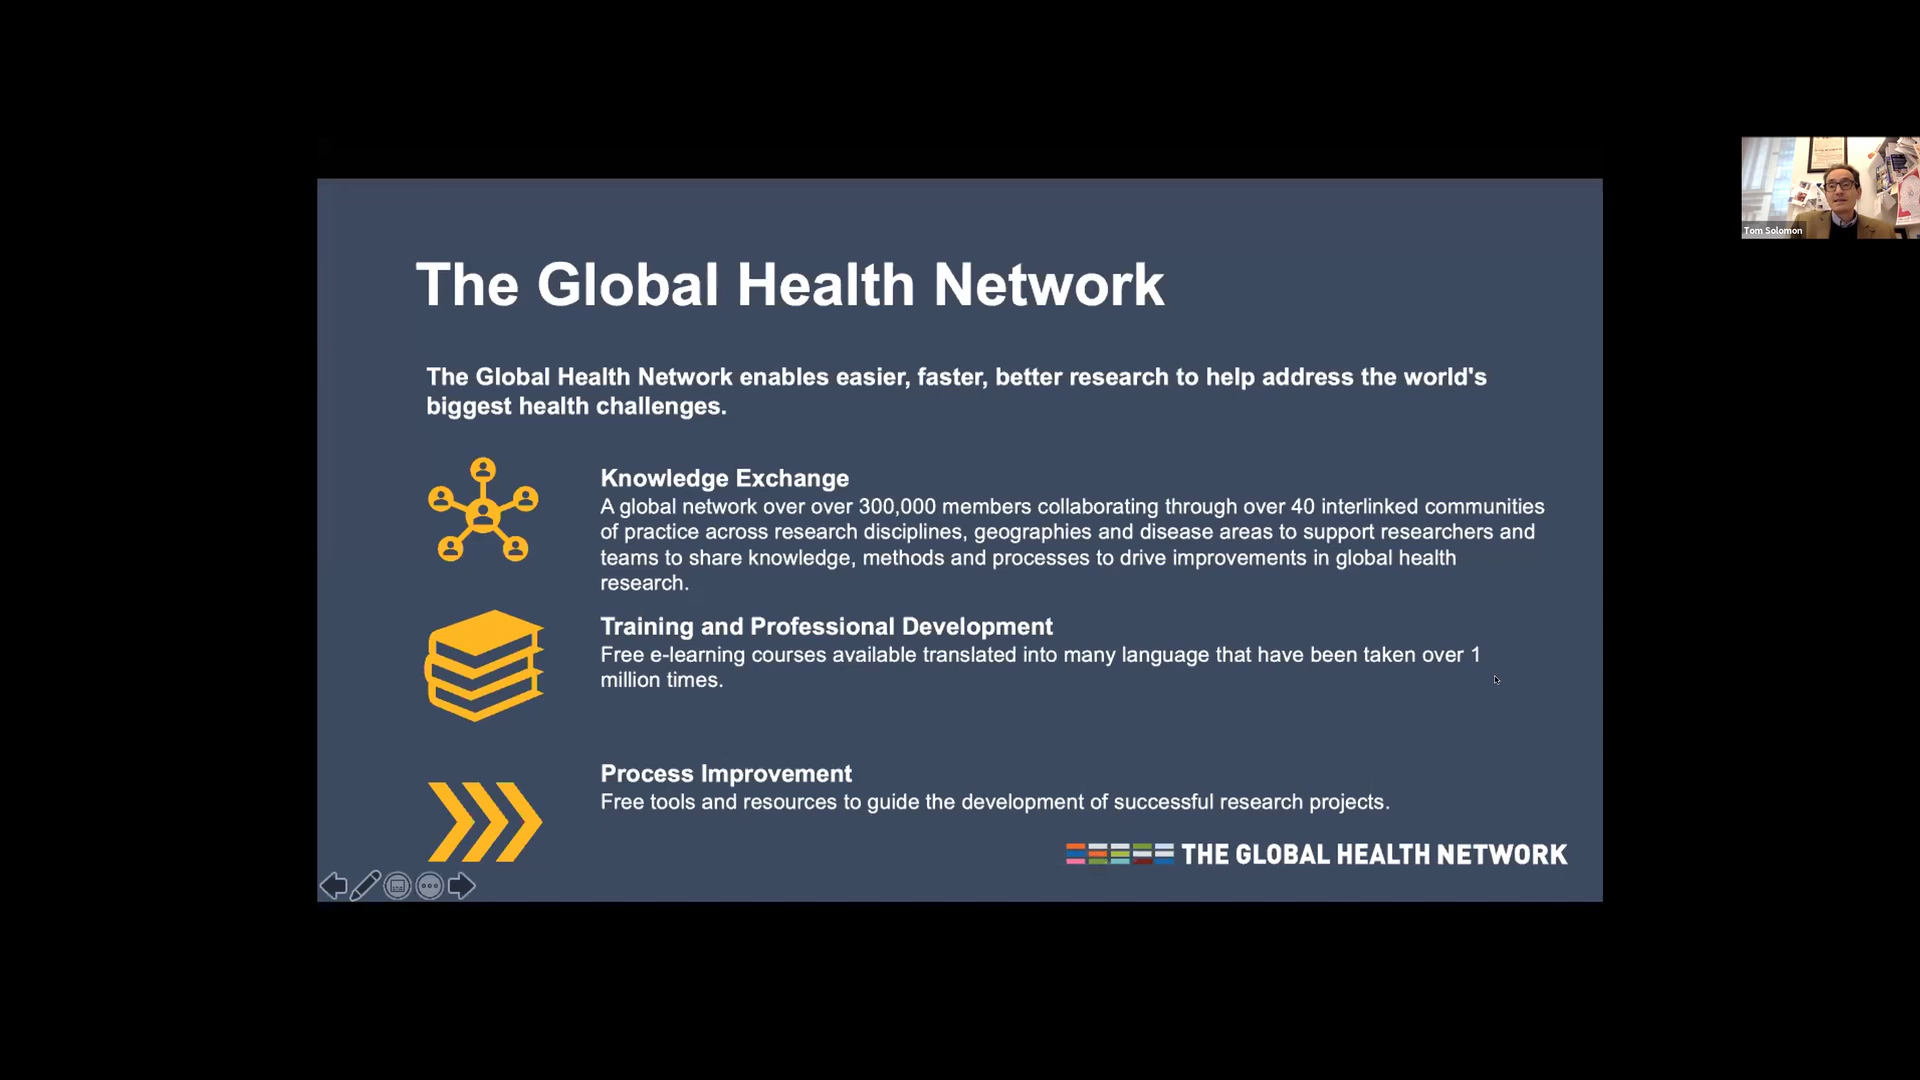 The Global Health Network
The Global Health Network enables easier, faster, better research to help address the world's
biggest health challenges.
Knowledge Exchange
A global network over over 300,000 members collaborating through over 40 interlinked communities
of practice across research disciplines, geographies and disease areas to support researchers and
teams to share knowledge, methods and processes to drive improvements in global health
research.
Training and Professional Development
Free e-learning courses available translated into many language that have been taken over 1
million times.
Process Improvement
Free tools and resources to guide the development of successful research projects.
THE GLOBAL HEALTH NETWORK
Tom Solomon